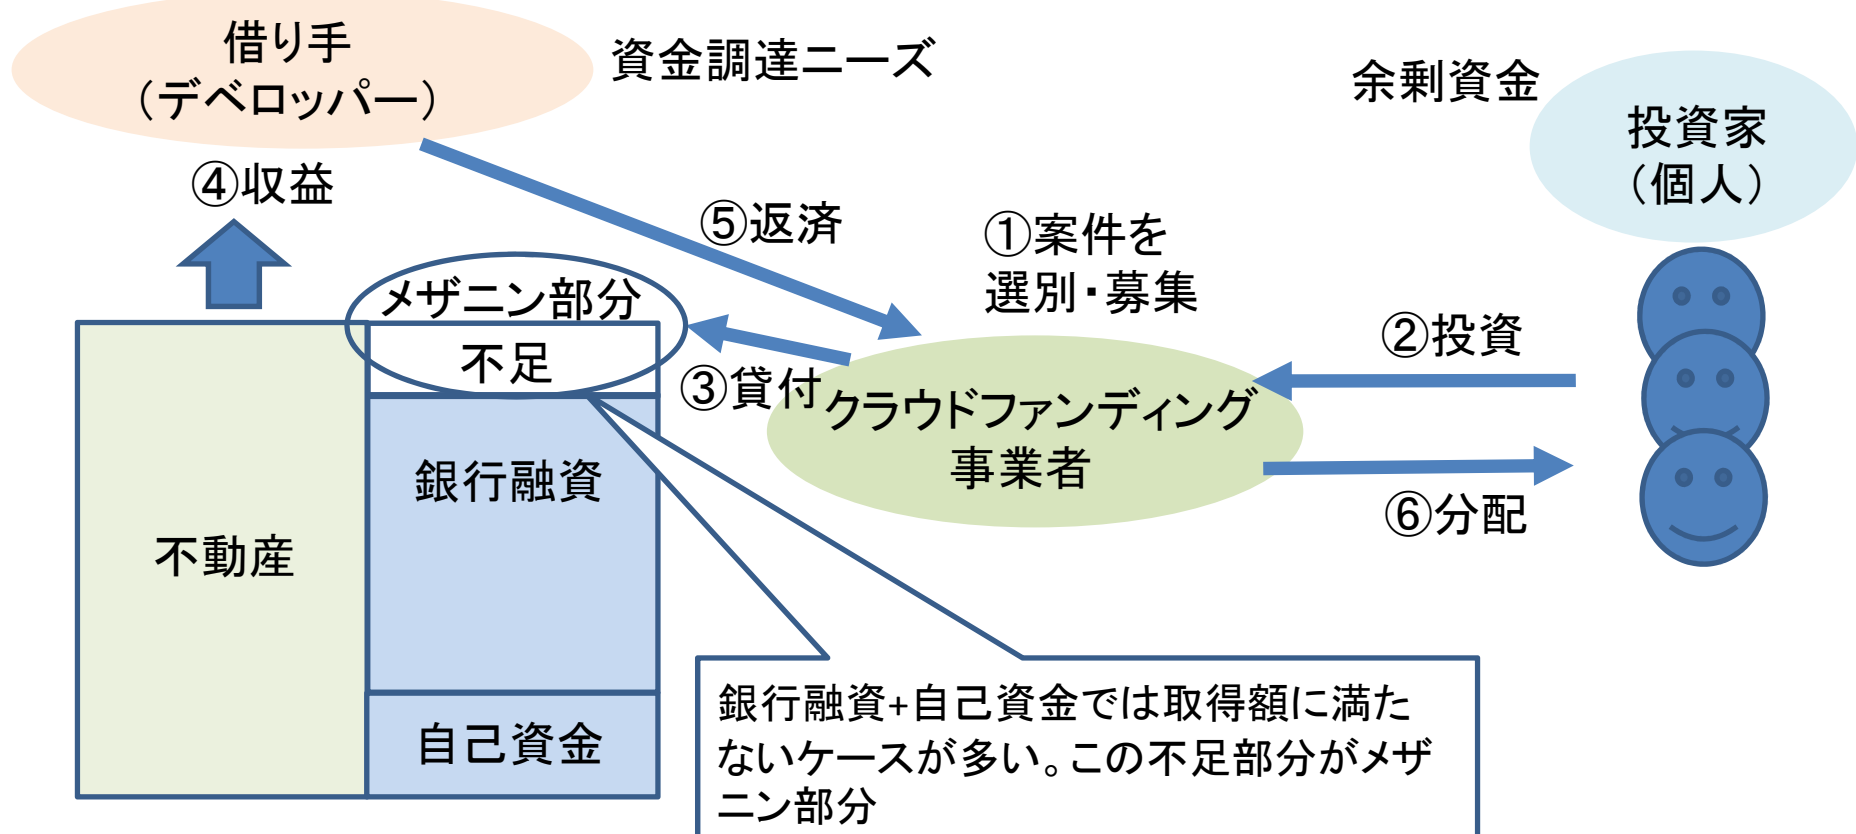 借り手
（デベロッパー）
資金調達ニーズ
余剰資金
投資家
（個人）
④収益
⑤返済
①案件を
選別・募集
メザニン部分
不足
③貸付
②投資
クラウドファンディング
事業者
銀行融資
⑥分配
不動産
自己資金
銀行融資+自己資金では取得額に満た
ないケースが多い。この不足部分がメザ
ニン部分